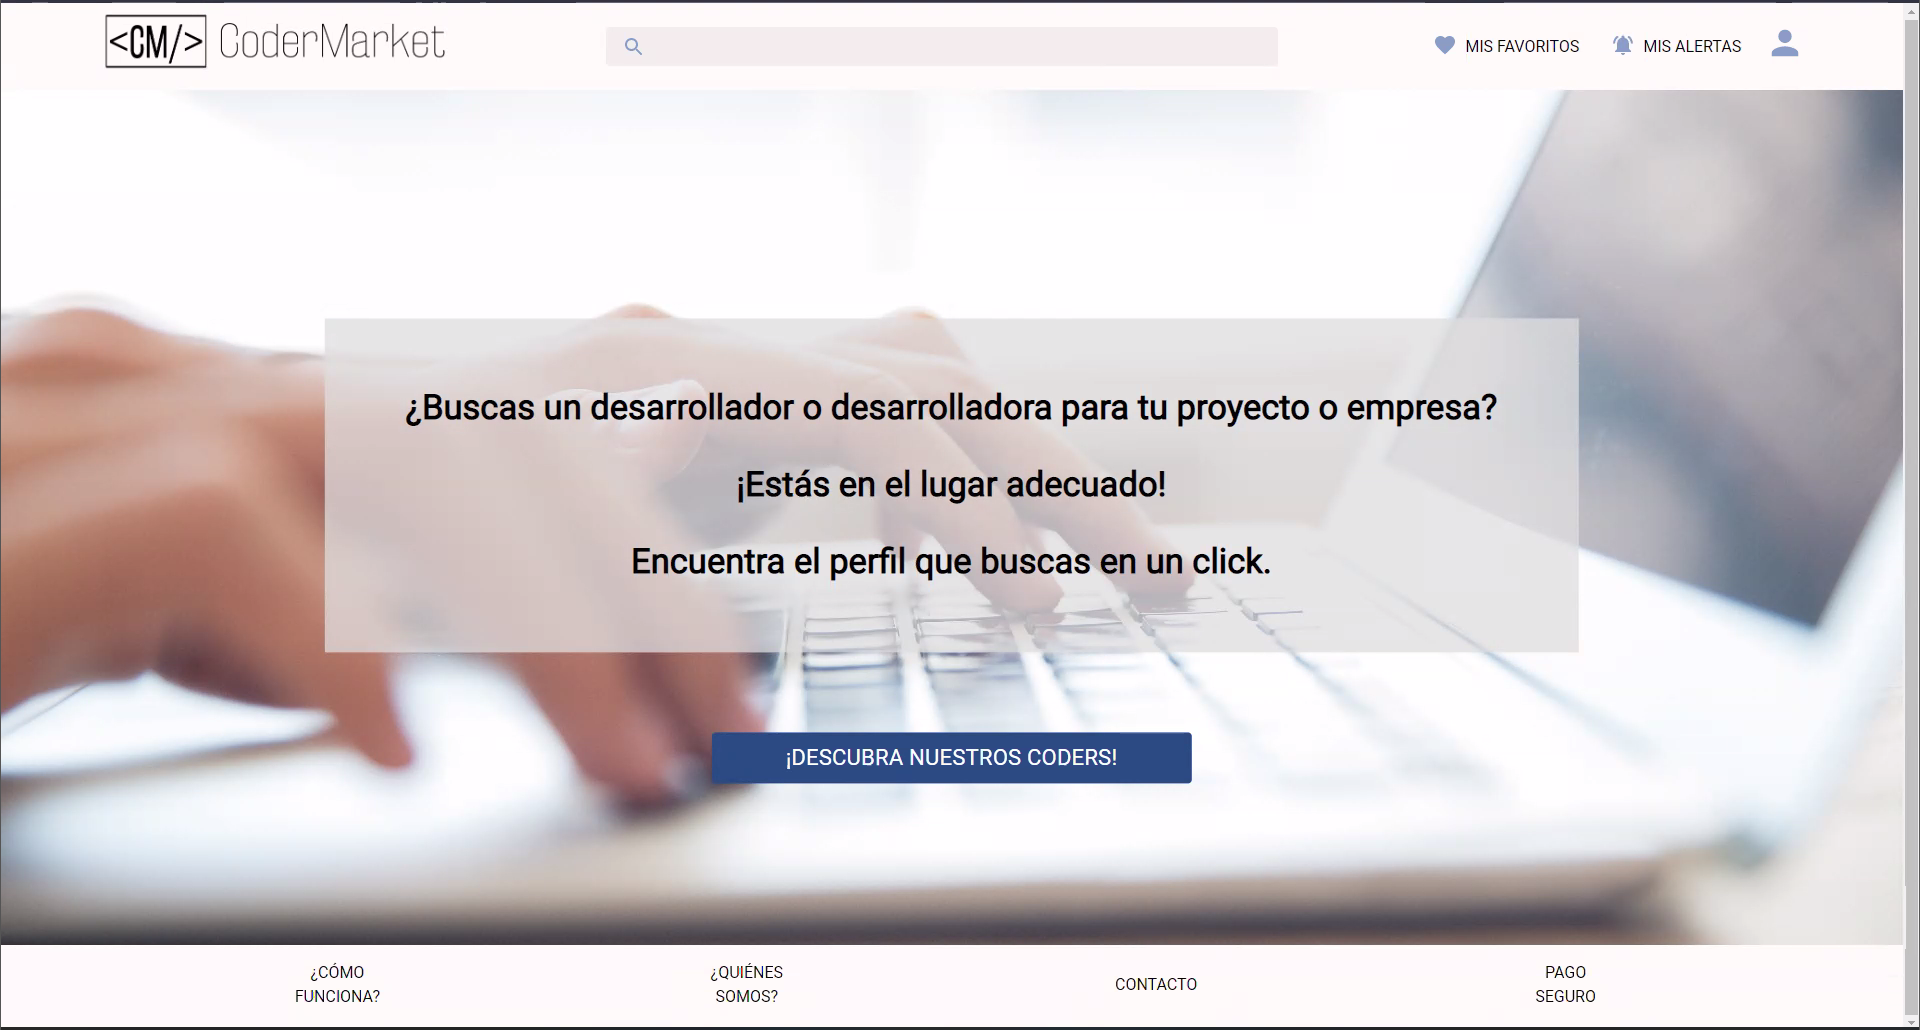 <CM/> CoderMarket
MIS FAVORITOS
MIS ALERTAS
¿Buscas un desarrollador o desarrolladora para tu proyecto o empresa?
¡Estás en el lugar adecuado!
Encuentra el perfil que buscas en un click.
¡DESCUBRA NUESTROS CODERS!
¿CÓMO
FUNCIONA?
¿QUIÉNES
SOMOS?
CONTACTO
PAGO
SEGURO